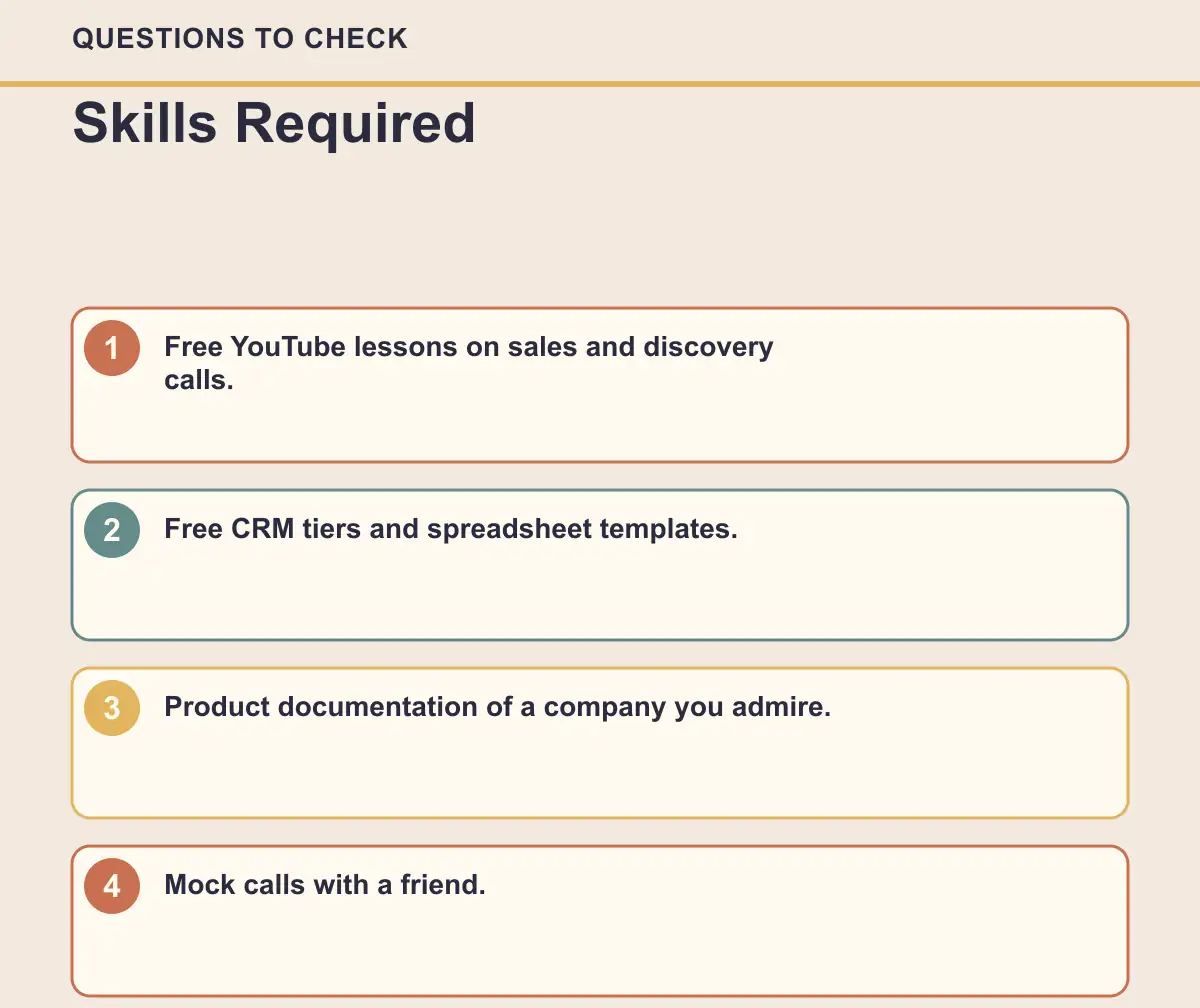 QUESTIONS TO CHECK
Skills Required
1
Free YouTube lessons on sales and discovery
calls.
2
Free CRM tiers and spreadsheet templates.
3
Product documentation of a company you admire.
4
Mock calls with a friend.